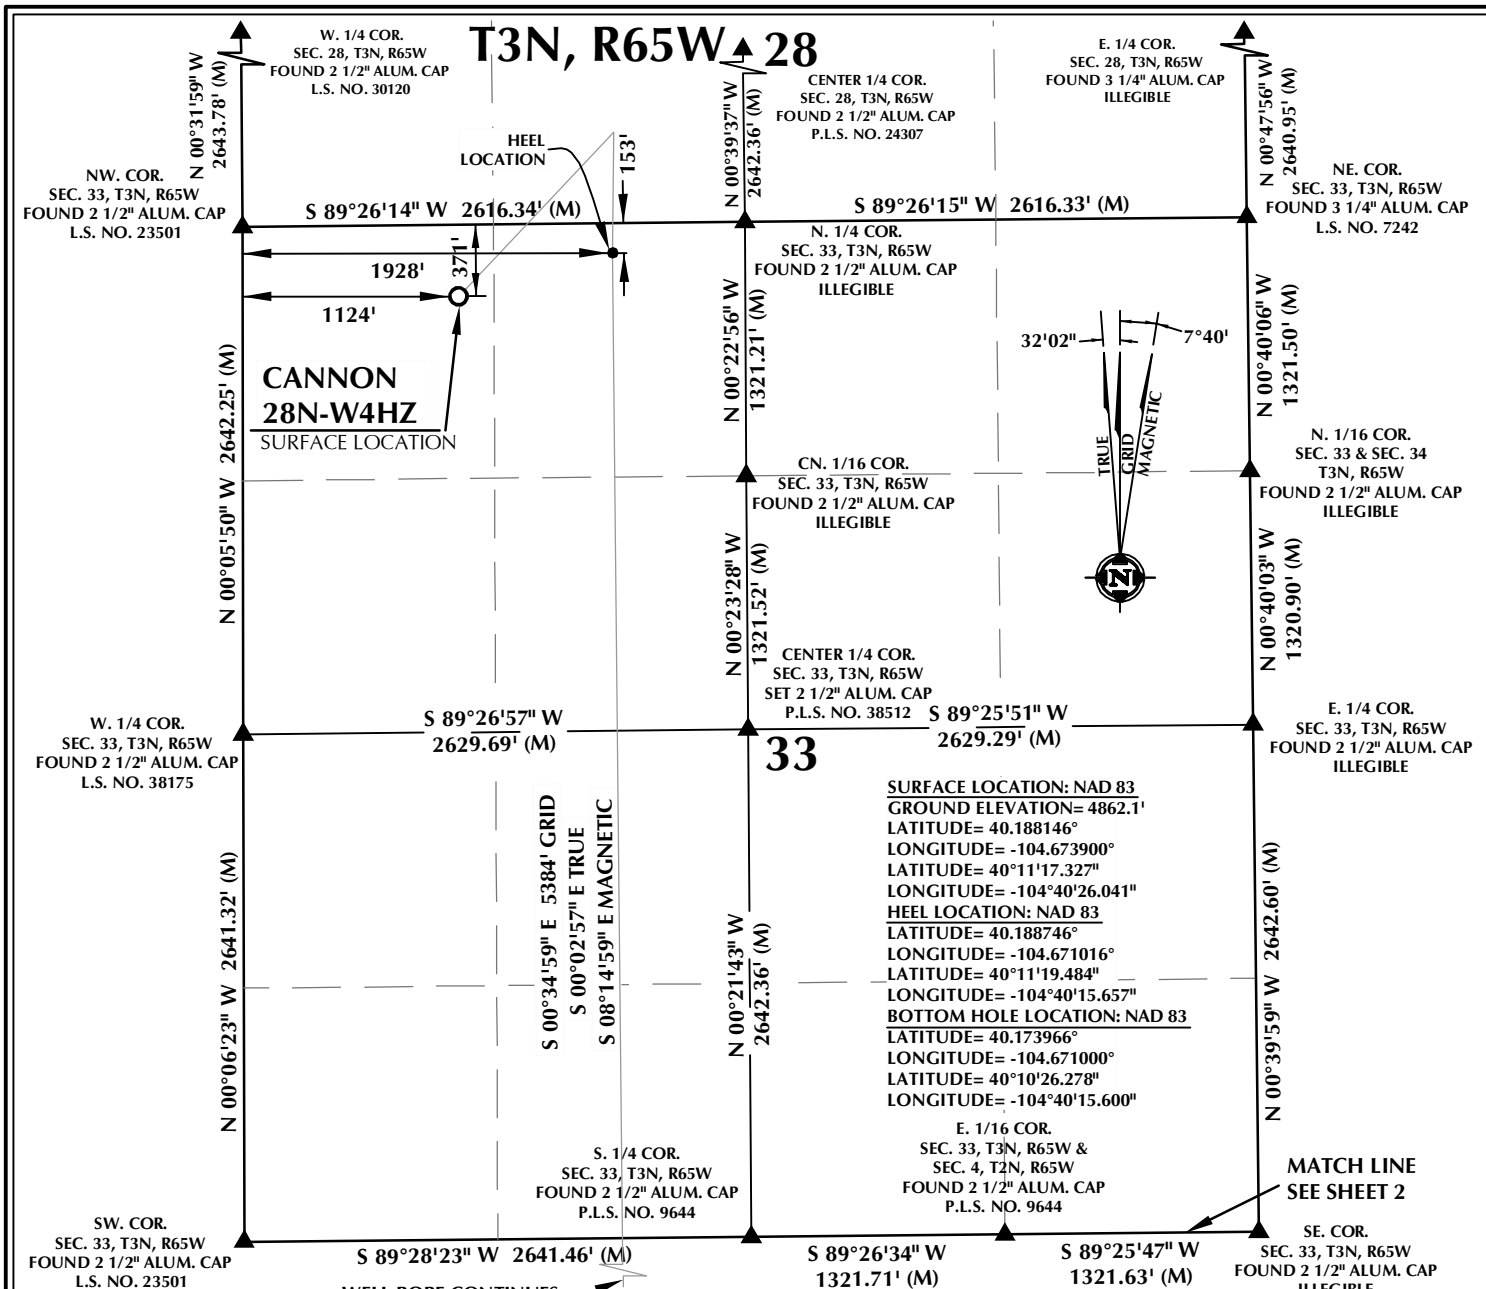 T3N, R65W
28
W. 1/4 COR.
SEC. 28, T3N, R65W
FOUND 2 1/2" ALUM. CAP
L.S. NO. 30120
CENTER 1/4 COR.
SEC. 28, T3N, R65W
FOUND 2 1/2" ALUM. CAP
P.L.S. NO. 24307
E. 1/4 COR.
SEC. 28, T3N, R65W
FOUND 3 1/4" ALUM. CAP
ILLEGIBLE
N 00°31'59" W
2643.78' (M)
N 00°39'37" W
2642.36' (M)
N 00°47'56" W
2640.95' (M)
HEEL
LOCATION
153'
NW. COR.
SEC. 33, T3N, R65W
FOUND 2 1/2" ALUM. CAP
L.S. NO. 23501
S 89°26'14" W 2616.34' (M)
S 89°26'15" W 2616.33' (M)
NE. COR.
SEC. 33, T3N, R65W
FOUND 3 1/4" ALUM. CAP
L.S. NO. 7242
N. 1/4 COR.
SEC. 33, T3N, R65W
FOUND 2 1/2" ALUM. CAP
ILLEGIBLE
1928'
371'
1124'
CANNON
28N-W4HZ
SURFACE LOCATION
N 00°05'50" W 2642.25' (M)
N 00°22'56" W
1321.21' (M)
32'02"
7°40'
TRUE
GRID
MAGNETIC
N
N 00°40'06" W
1321.50' (M)
CN. 1/16 COR.
SEC. 33, T3N, R65W
FOUND 2 1/2" ALUM. CAP
ILLEGIBLE
N. 1/16 COR.
SEC. 33 & SEC. 34
T3N, R65W
FOUND 2 1/2" ALUM. CAP
ILLEGIBLE
N 00°23'28" W
1321.52' (M)
N 00°40'03" W
1320.90' (M)
CENTER 1/4 COR.
SEC. 33, T3N, R65W
SET 2 1/2" ALUM. CAP
P.L.S. NO. 38512
W. 1/4 COR.
SEC. 33, T3N, R65W
FOUND 2 1/2" ALUM. CAP
L.S. NO. 38175
S 89°26'57" W
2629.69' (M)
S 89°25'51" W
2629.29' (M)
E. 1/4 COR.
SEC. 33, T3N, R65W
FOUND 2 1/2" ALUM. CAP
ILLEGIBLE
33
SURFACE LOCATION: NAD 83
GROUND ELEVATION= 4862.1'
LATITUDE= 40.188146°
LONGITUDE= -104.673900°
LATITUDE= 40°11'17.327"
LONGITUDE= -104°40'26.041"
HEEL LOCATION: NAD 83
LATITUDE= 40.188746°
LONGITUDE= -104.671016°
LATITUDE= 40°11'19.484"
LONGITUDE= -104°40'15.657"
BOTTOM HOLE LOCATION: NAD 83
LATITUDE= 40.173966°
LONGITUDE= -104.671000°
LATITUDE= 40°10'26.278"
LONGITUDE= -104°40'15.600"
N 00°06'23" W 2641.32' (M)
S 00°34'59" E 5384' GRID
S 00°02'57" E TRUE
S 08°14'59" E MAGNETIC
N 00°21'43" W
2642.36' (M)
N 00°39'59" W 2642.60' (M)
S. 1/4 COR.
SEC. 33, T3N, R65W
FOUND 2 1/2" ALUM. CAP
P.L.S. NO. 9644
E. 1/16 COR.
SEC. 33, T3N, R65W &
SEC. 4, T2N, R65W
FOUND 2 1/2" ALUM. CAP
P.L.S. NO. 9644
MATCH LINE
SEE SHEET 2
SW. COR.
SEC. 33, T3N, R65W
FOUND 2 1/2" ALUM. CAP
L.S. NO. 23501
S 89°28'23" W 2641.46' (M)
S 89°26'34" W
1321.71' (M)
S 89°25'47" W
1321.63' (M)
SE. COR.
SEC. 33, T3N, R65W
FOUND 2 1/2" ALUM. CAP
ILLEGIBLE
WELL BORE CONTINUES